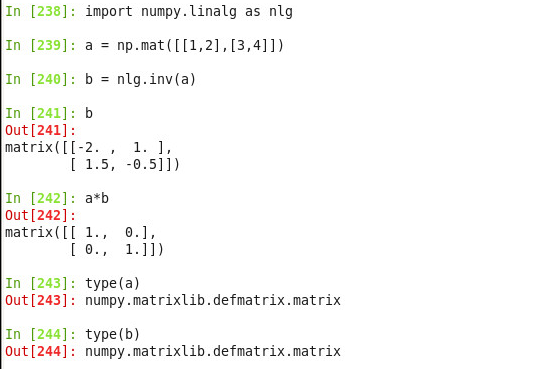 In [238]: import numpy.linalg as nlg
In [239]: a = np.mat([[1,2],[3,4]])
In [240]: b = nlg.inv(a)
In [241]: b
Out[241]:
matrix([[-2. ,  1. ],
        [ 1.5, -0.5]])
In [242]: a*b
Out[242]:
matrix([[ 1.,  0.],
        [ 0.,  1.]])
In [243]: type(a)
Out[243]: numpy.matrixlib.defmatrix.matrix
In [244]: type(b)
Out[244]: numpy.matrixlib.defmatrix.matrix